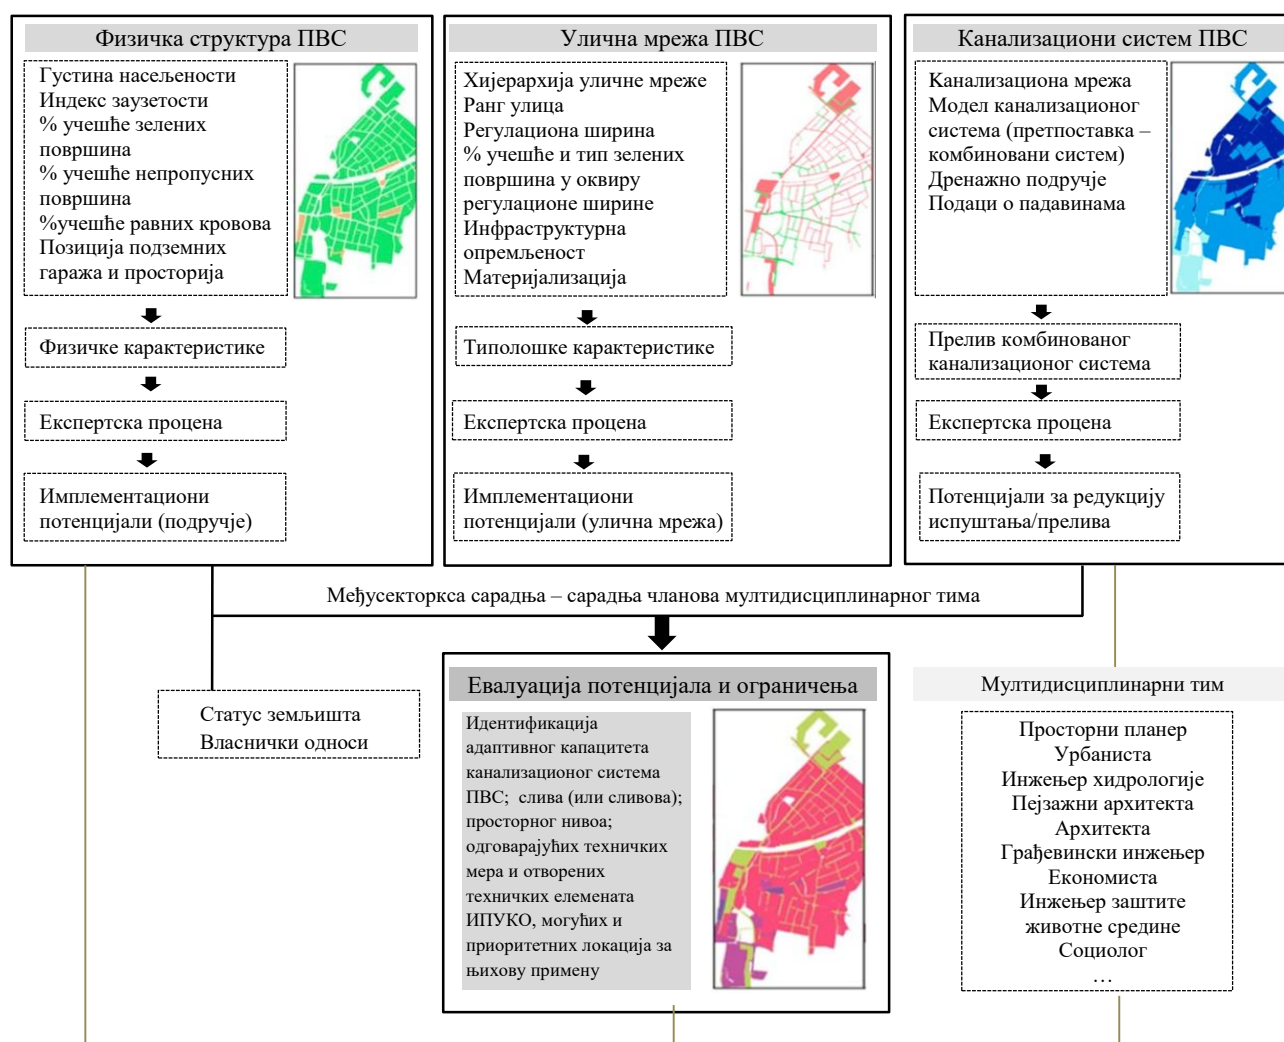 Физичка структура ПВС
Густина насељености
Индекс заузетости
% учешће зелених
површина
% учешће непропусних
површина
%учешће равних кровова
Позиција подземних
гаража и просторија
Физичке карактеристике
Експертска процена
Имплементациони
потенцијали (подручје)
Улична мрежа ПВС
Хијерархија уличне мреже
Ранг улица
Регулациона ширина
% учешће и тип зелених
површина у оквиру
регулационе ширине
Инфраструктурна
опремљеност
Материјализација
Типолошке карактеристике
Експертска процена
Имплементациони
потенцијали (улична мрежа)
Канализациони систем ПВС
Канализациона мрежа
Модел канализационог
система (претпоставка –
комбиновани систем)
Дренажно подручје
Подаци о падавинама
Прелив комбинованог
канализационог система
Експертска процена
Потенцијали за редукцију
испуштања/прелива
Међусекторкса сарадња – сарадња чланова мултидисциплинарног тима
Статус земљишта
Власнички односи
Евалуација потенцијала и ограничења
Идентификација
адаптивног капацитета
канализационог система
ПВС; слива (или сливова);
просторног нивоа;
одговарајућих техничких
мера и отворених
техничких елемената
ИПУКО, могућих и
приоритетних локација за
њихову примену
Мултидисциплинарни тим
Просторни планер
Урбаниста
Инжењер хидрологије
Пејзажни архитекта
Архитекта
Грађевински инжењер
Економиста
Инжењер заштите
животне средине
Социолог
…